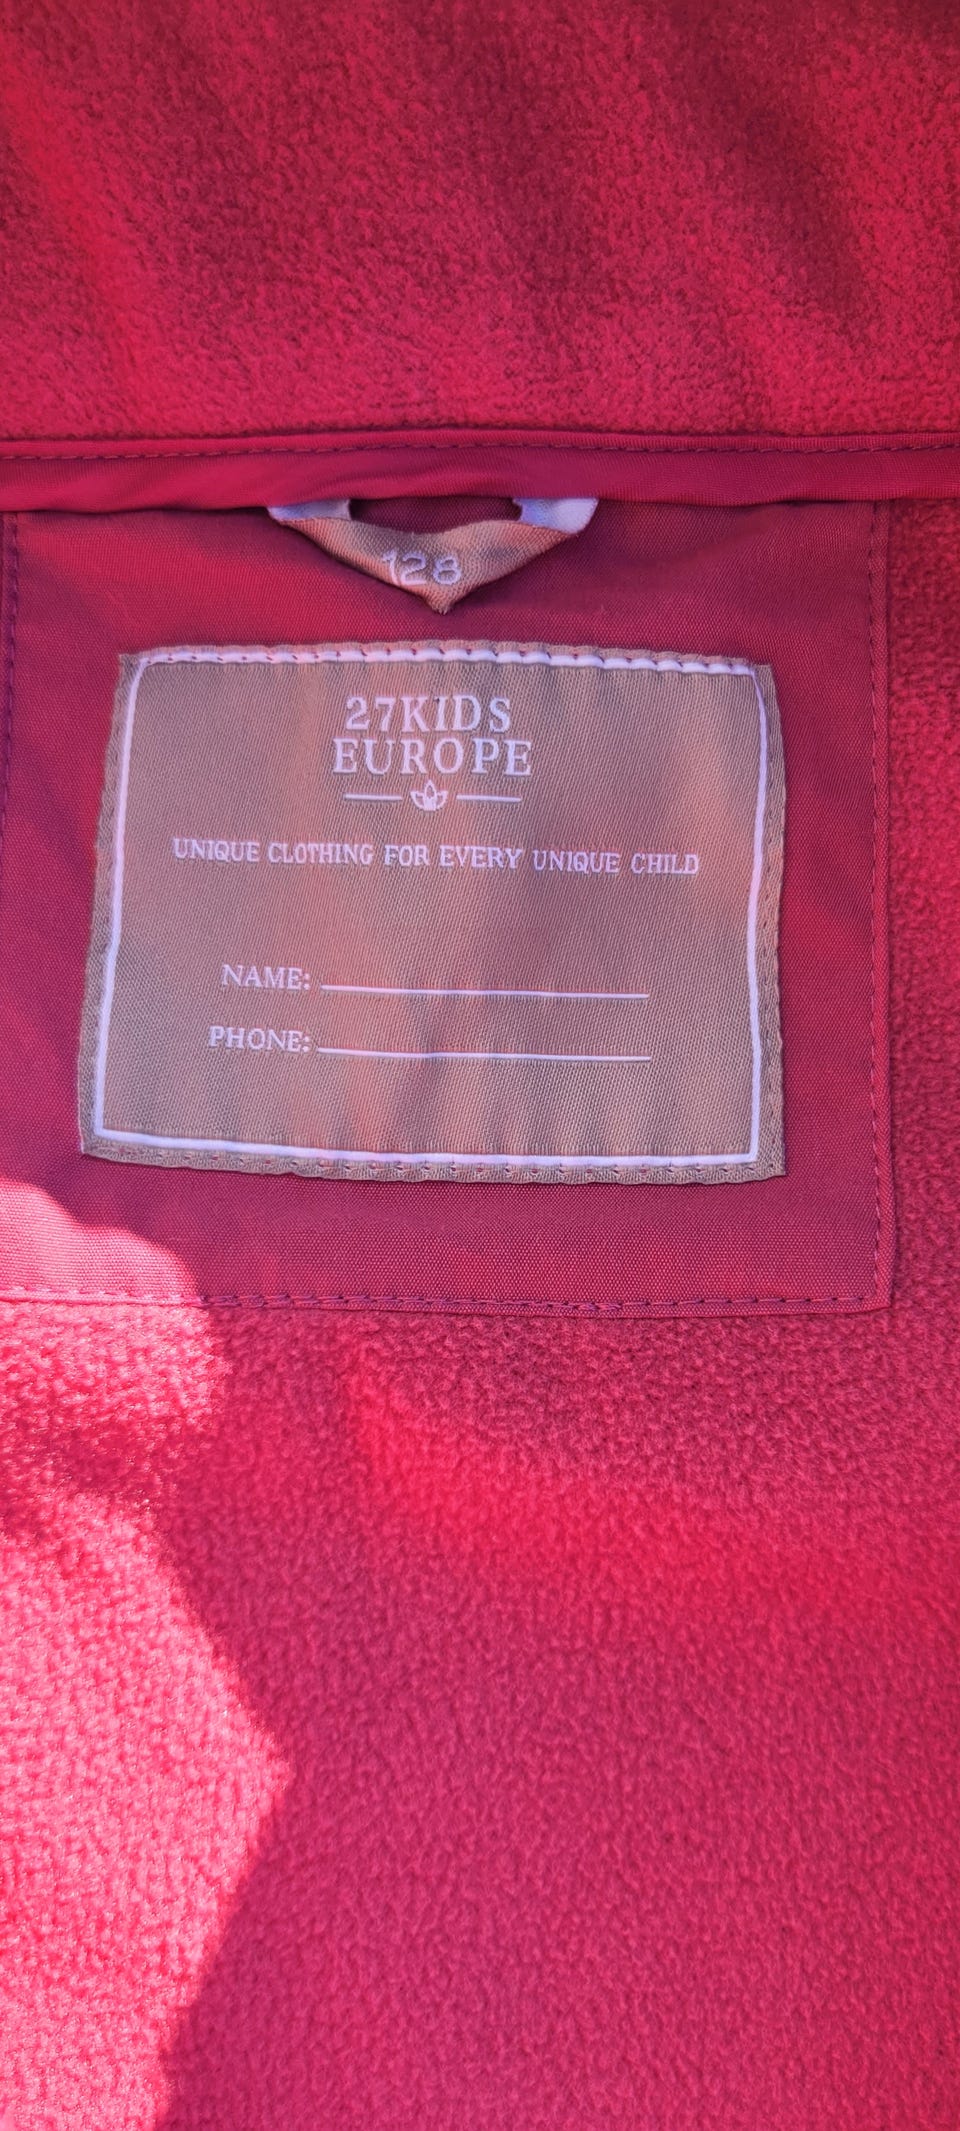 128
27KIDS
EUROPE
UNIQUE CLOTHING FOR EVERY UNIQUE CHILD
NAME:
PHONE: